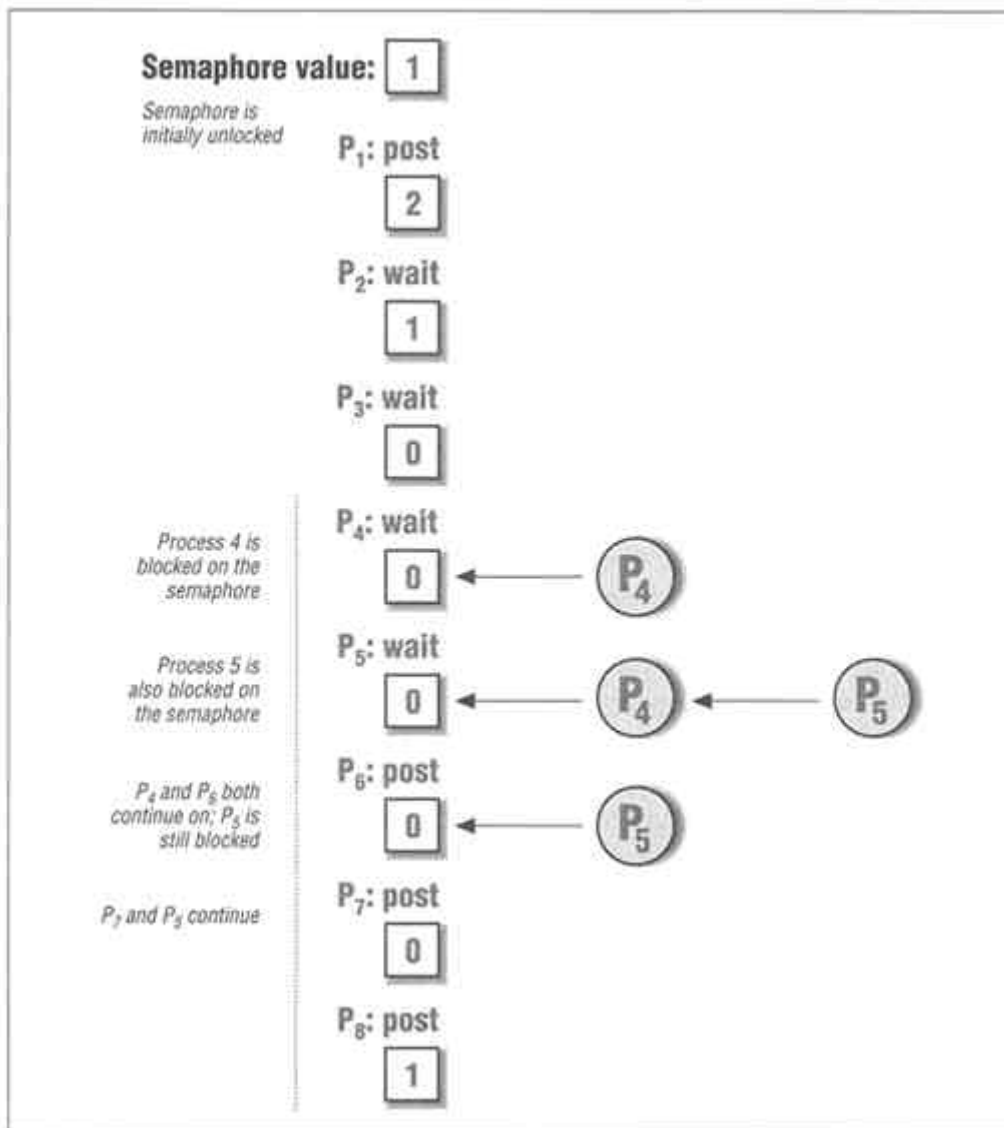 Semaphore value: 1
Semaphore is
initially unlocked
P₁: post
2
P₂: wait
1
P₃: wait
0
Process 4 is
blocked on the
semaphore
P₄: wait
0
P₄
Process 5 is
also blocked on
the semaphore
P₅: wait
0
P₄
P₅
P₄ and P₆ both
continue on; P₅ is
still blocked
P₆: post
0
P₅
P₇ and P₅ continue
P₇: post
0
P₈: post
1